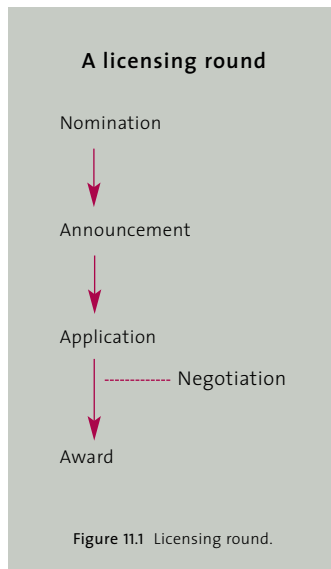 A licensing round
Nomination
Announcement
Application
Negotiation
Award
Figure 11.1 Licensing round.